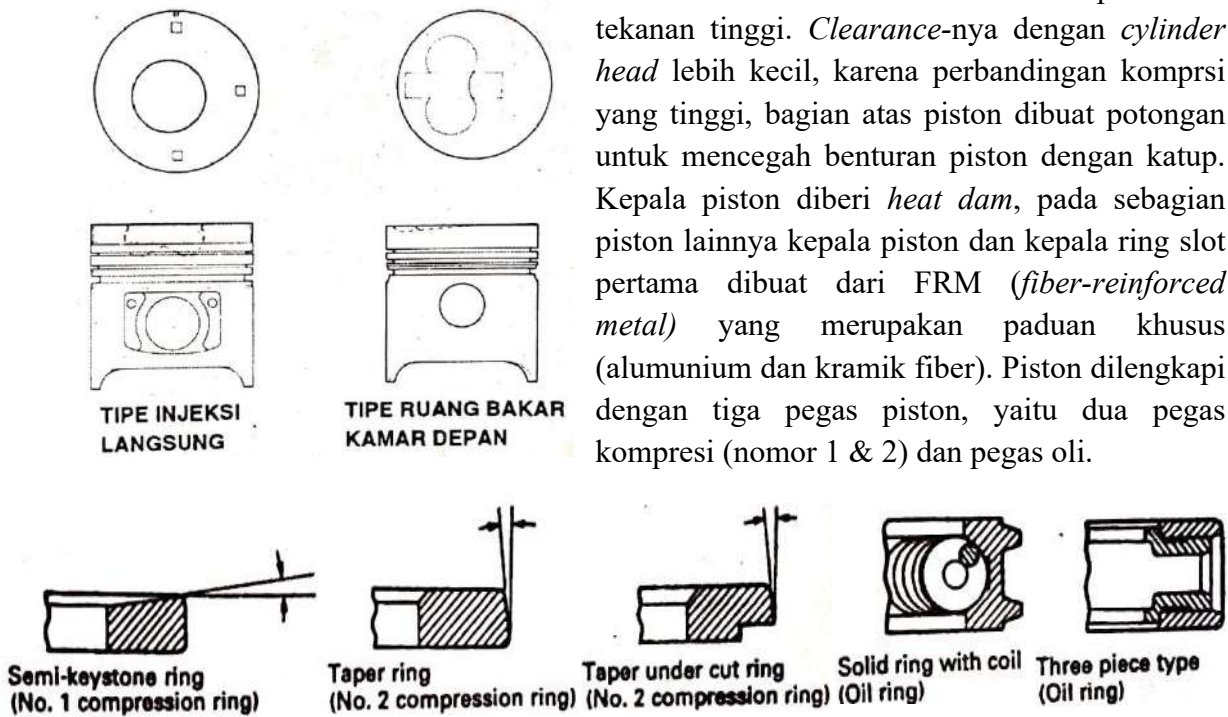 tekanan tinggi. Clearance-nya dengan cylinder
head lebih kecil, karena perbandingan komprsi
yang tinggi, bagian atas piston dibuat potongan
untuk mencegah benturan piston dengan katup.
Kepala piston diberi heat dam, pada sebagian
piston lainnya kepala piston dan kepala ring slot
pertama dibuat dari FRM (fiber-reinforced
metal) yang merupakan paduan khusus
(alumunium dan kramik fiber). Piston dilengkapi
dengan tiga pegas piston, yaitu dua pegas
kompresi (nomor 1 & 2) dan pegas oli.
TIPE INJEKSI
LANGSUNG
TIPE RUANG BAKAR
KAMAR DEPAN
Semi-keystone ring
(No. 1 compression ring)
Taper ring
(No. 2 compression ring)
Taper under cut ring
(No. 2 compression ring)
Solid ring with coil
(Oil ring)
Three piece type
(Oil ring)